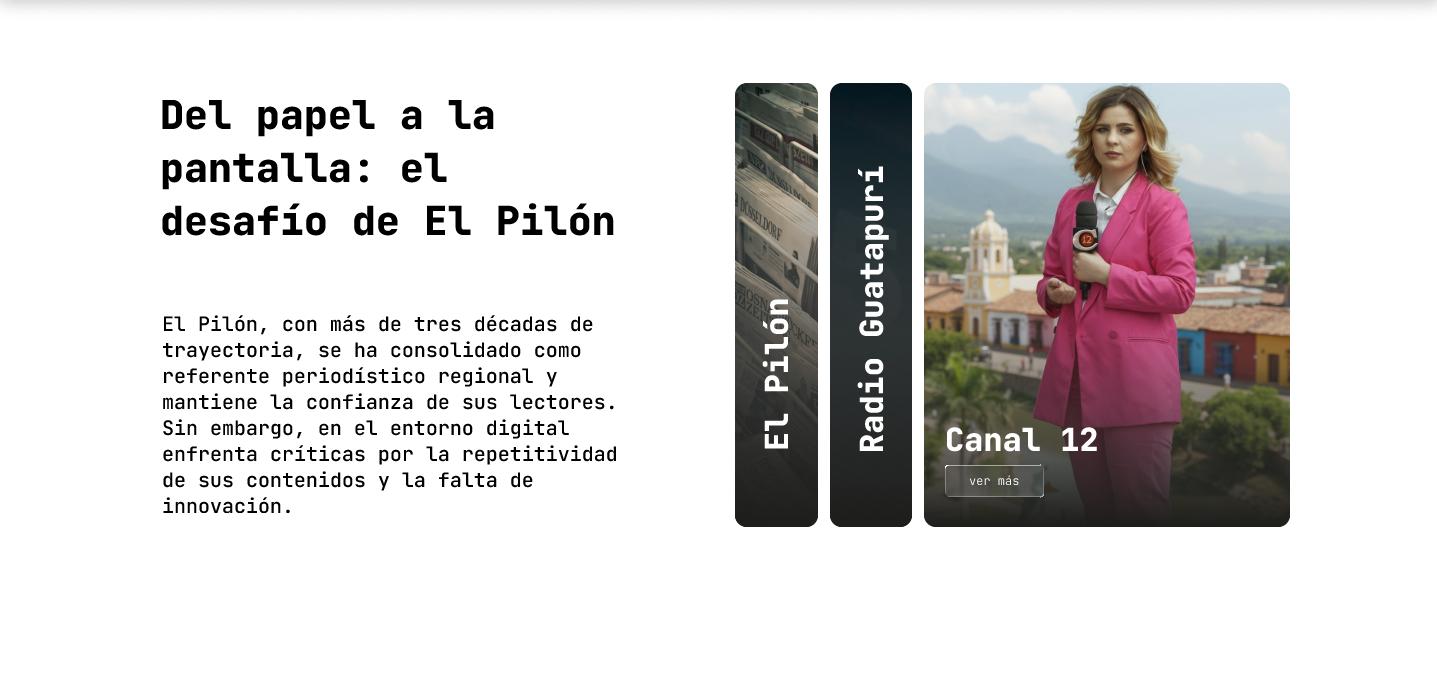 Del papel a la
pantalla: el
desafío de El Pilón
El Pilón, con más de tres décadas de
trayectoria, se ha consolidado como
referente periodístico regional y
mantiene la confianza de sus lectores.
Sin embargo, en el entorno digital
enfrenta críticas por la repetitividad
de sus contenidos y la falta de
innovación.
El Pilón
Radio Guatapurí
Canal 12
ver más
12
DÜSSELDORF